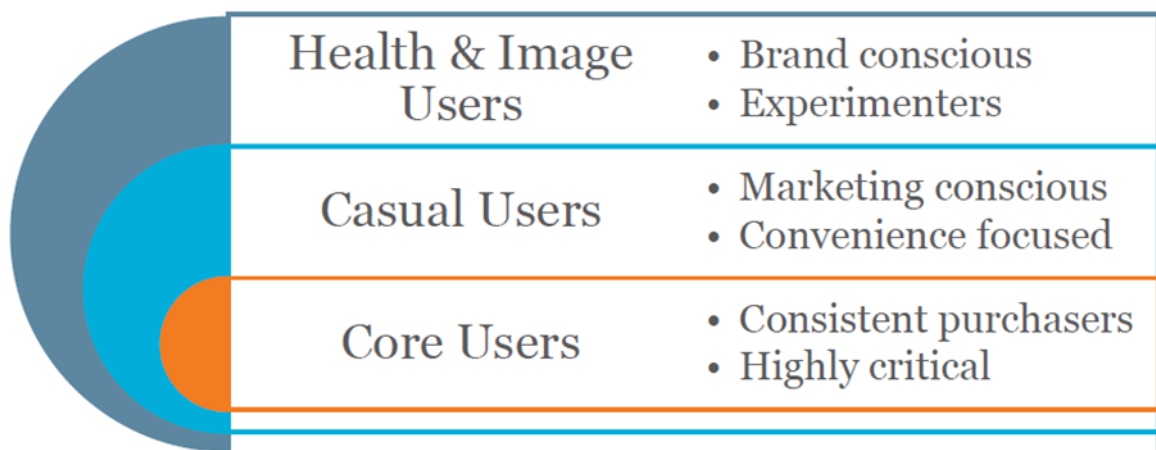 Health & Image
Users
• Brand conscious
• Experimenters
Casual Users
• Marketing conscious
• Convenience focused
Core Users
• Consistent purchasers
• Highly critical